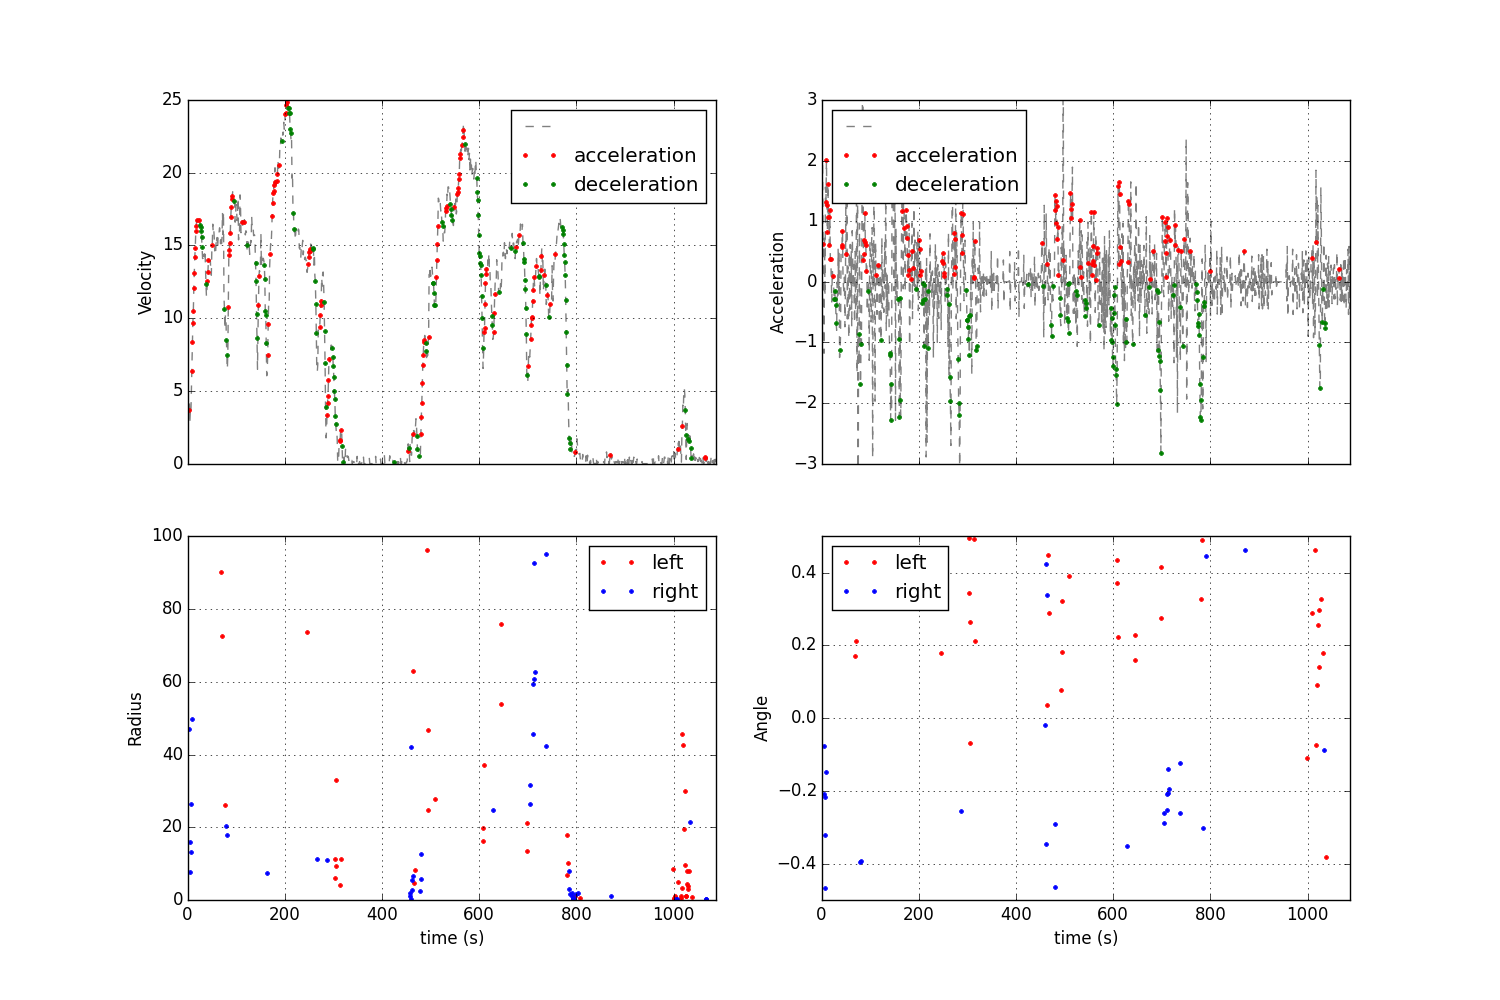 25
20
15
10
5
0
Velocity
acceleration
deceleration
3
2
1
0
−1
−2
−3
Acceleration
acceleration
deceleration
100
80
60
40
20
0
Radius
left
right
0 200 400 600 800 1000
time (s)
0.4
0.2
0.0
−0.2
−0.4
Angle
left
right
0 200 400 600 800 1000
time (s)